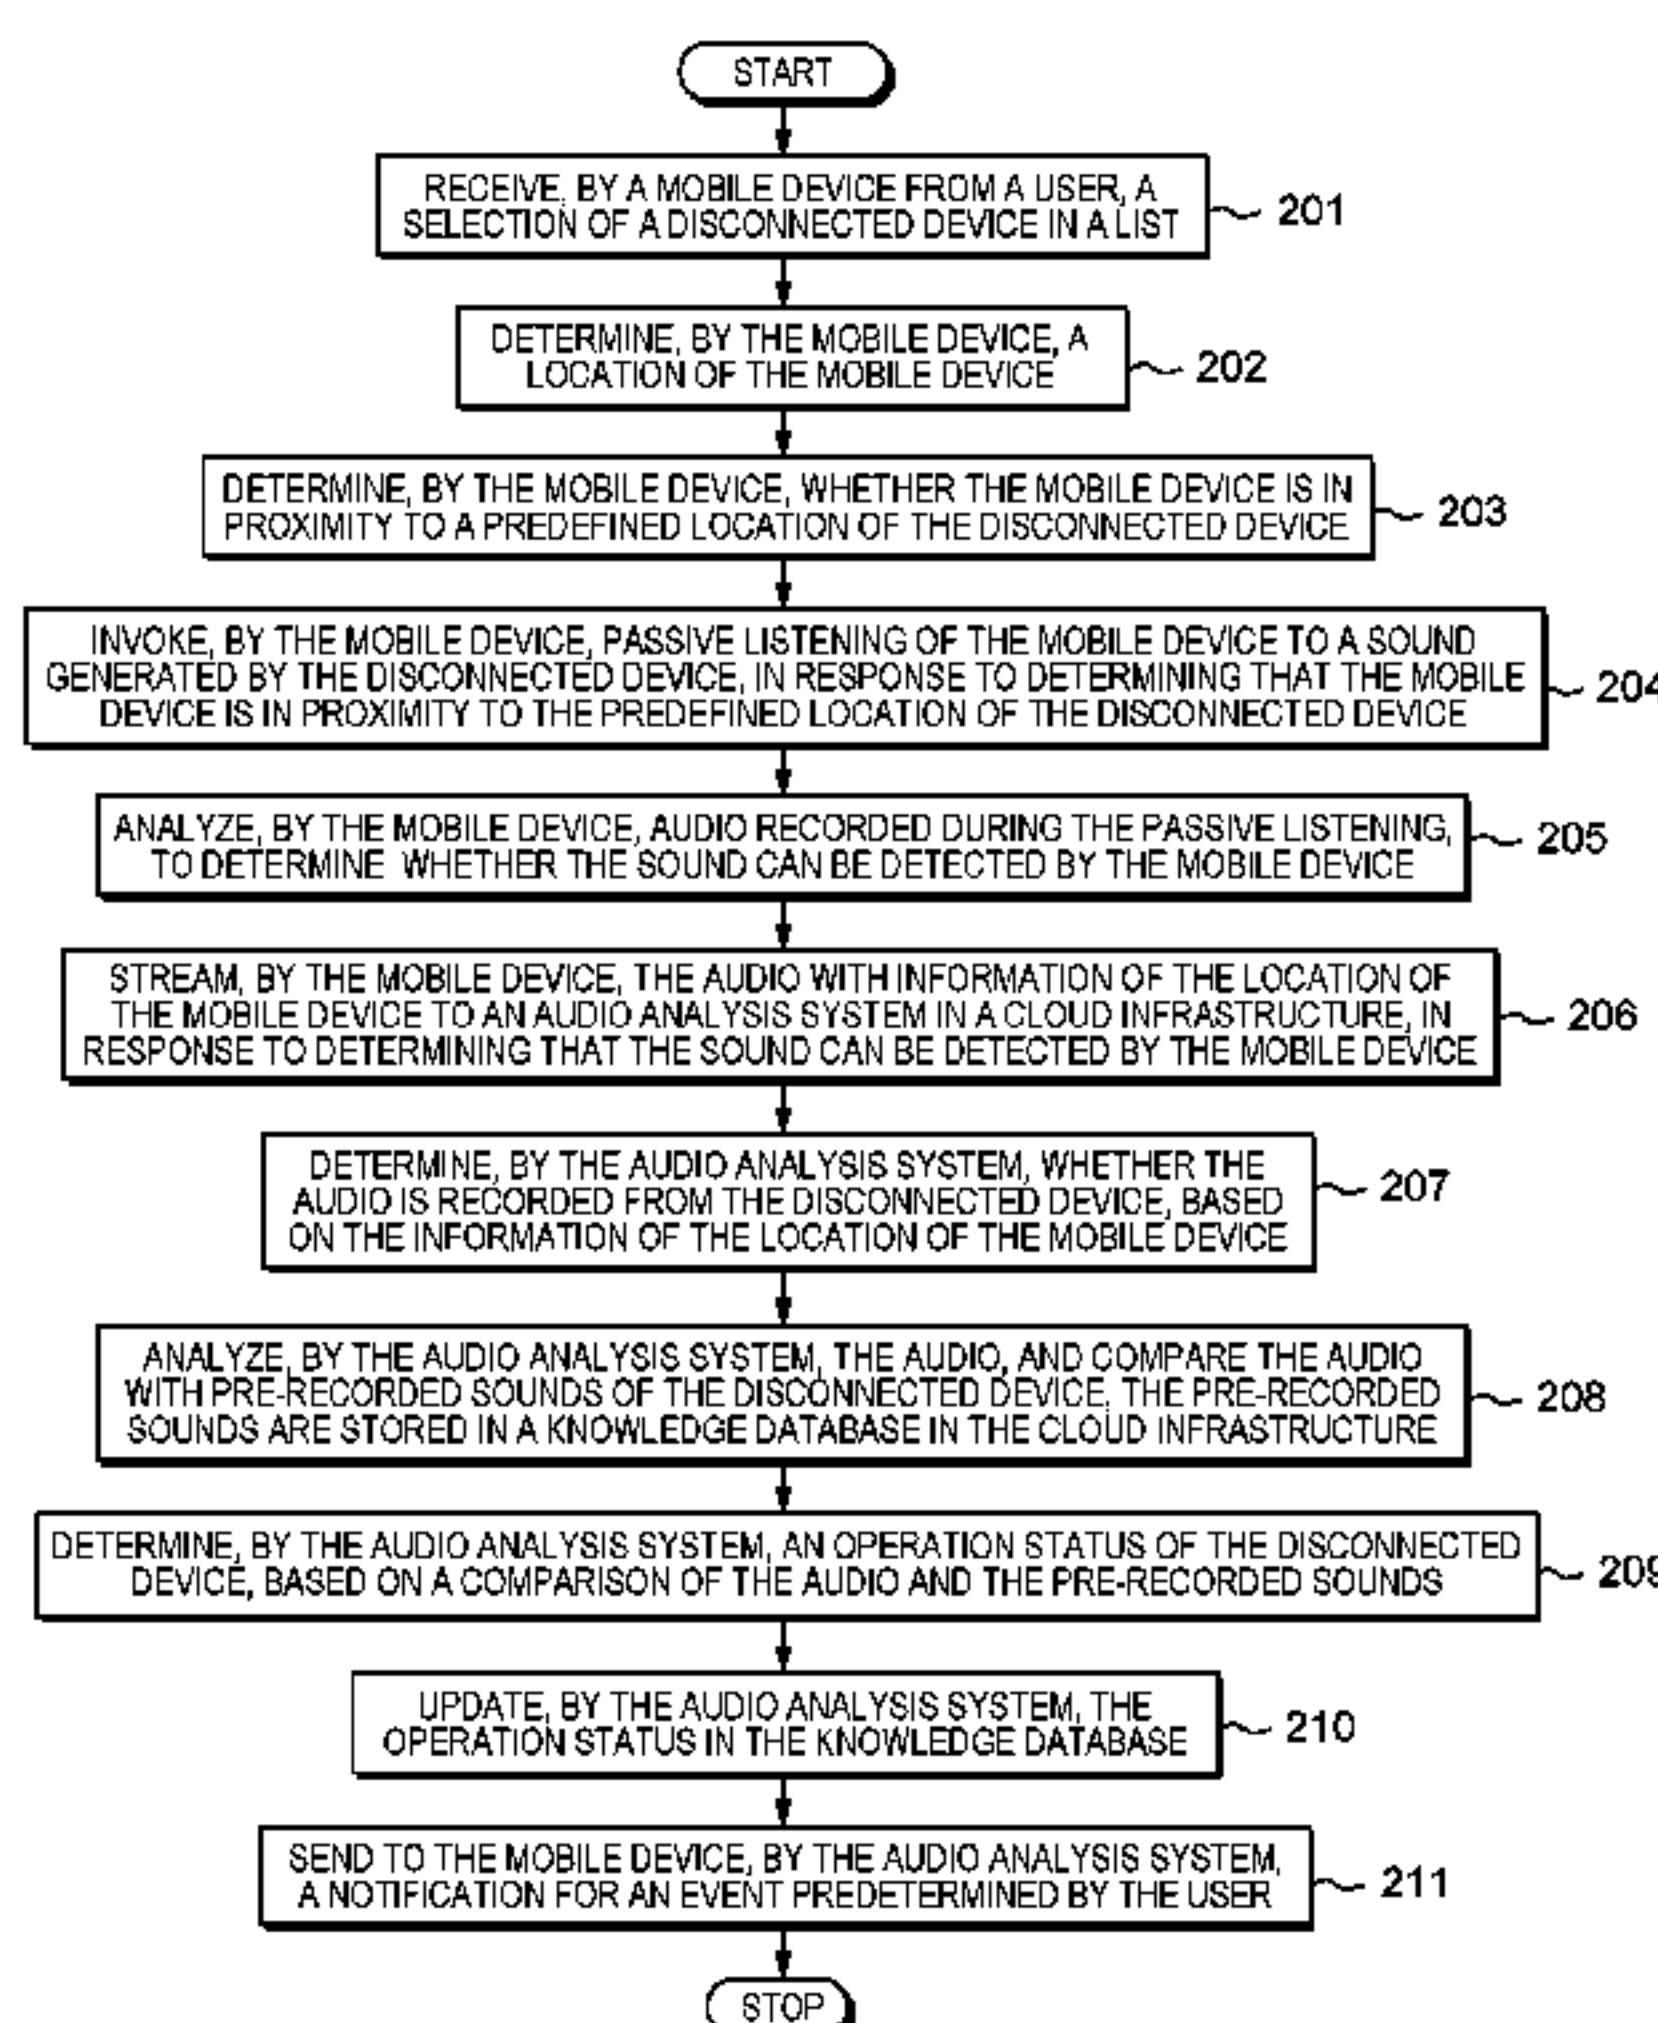 START
RECEIVE, BY A MOBILE DEVICE FROM A USER, A
SELECTION OF A DISCONNECTED DEVICE IN A LIST
201
DETERMINE, BY THE MOBILE DEVICE, A
LOCATION OF THE MOBILE DEVICE
202
DETERMINE, BY THE MOBILE DEVICE, WHETHER THE MOBILE DEVICE IS IN
PROXIMITY TO A PREDEFINED LOCATION OF THE DISCONNECTED DEVICE
203
INVOKE, BY THE MOBILE DEVICE, PASSIVE LISTENING OF THE MOBILE DEVICE TO A SOUND
GENERATED BY THE DISCONNECTED DEVICE, IN RESPONSE TO DETERMINING THAT THE MOBILE
DEVICE IS IN PROXIMITY TO THE PREDEFINED LOCATION OF THE DISCONNECTED DEVICE
204
ANALYZE, BY THE MOBILE DEVICE, AUDIO RECORDED DURING THE PASSIVE LISTENING,
TO DETERMINE WHETHER THE SOUND CAN BE DETECTED BY THE MOBILE DEVICE
205
STREAM, BY THE MOBILE DEVICE, THE AUDIO WITH INFORMATION OF THE LOCATION OF
THE MOBILE DEVICE TO AN AUDIO ANALYSIS SYSTEM IN A CLOUD INFRASTRUCTURE, IN
RESPONSE TO DETERMINING THAT THE SOUND CAN BE DETECTED BY THE MOBILE DEVICE
206
DETERMINE, BY THE AUDIO ANALYSIS SYSTEM, WHETHER THE
AUDIO IS RECORDED FROM THE DISCONNECTED DEVICE, BASED
ON THE INFORMATION OF THE LOCATION OF THE MOBILE DEVICE
207
ANALYZE, BY THE AUDIO ANALYSIS SYSTEM, THE AUDIO, AND COMPARE THE AUDIO
WITH PRE-RECORDED SOUNDS OF THE DISCONNECTED DEVICE, THE PRE-RECORDED
SOUNDS ARE STORED IN A KNOWLEDGE DATABASE IN THE CLOUD INFRASTRUCTURE
208
DETERMINE, BY THE AUDIO ANALYSIS SYSTEM, AN OPERATION STATUS OF THE DISCONNECTED
DEVICE, BASED ON A COMPARISON OF THE AUDIO AND THE PRE-RECORDED SOUNDS
209
UPDATE, BY THE AUDIO ANALYSIS SYSTEM, THE
OPERATION STATUS IN THE KNOWLEDGE DATABASE
210
SEND TO THE MOBILE DEVICE, BY THE AUDIO ANALYSIS SYSTEM,
A NOTIFICATION FOR AN EVENT PREDETERMINED BY THE USER
211
STOP